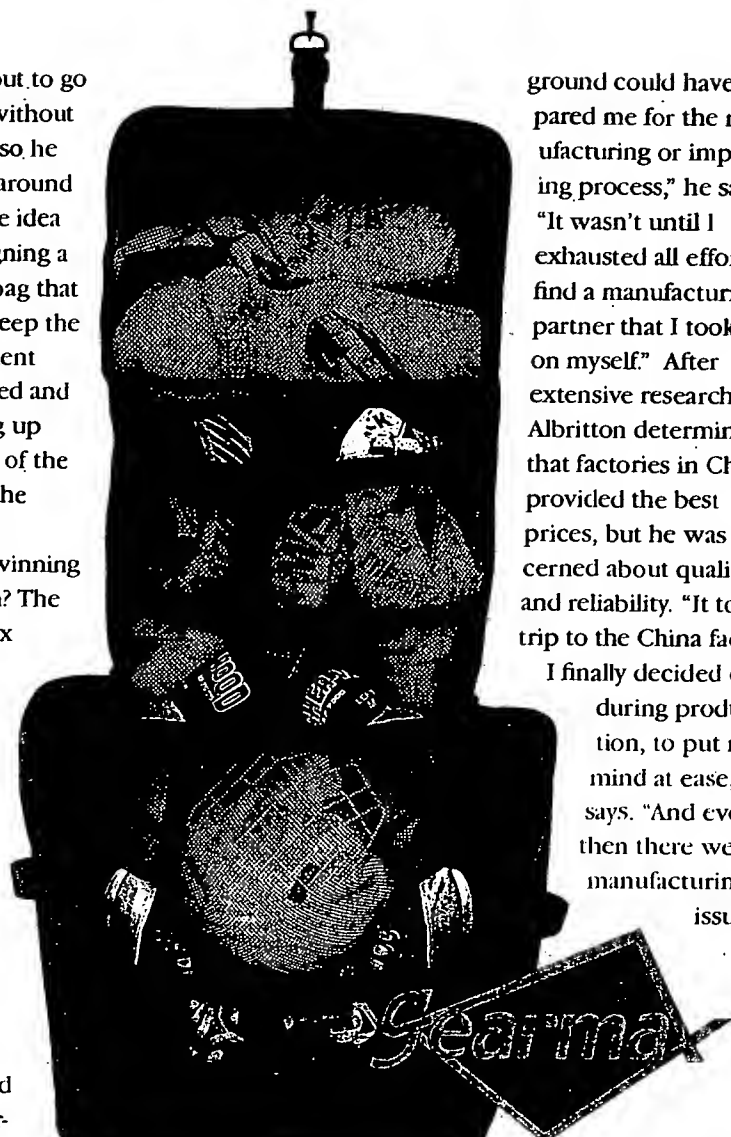 out to go
without
so he
around
e idea
gning a
bag that
eep the
ent
ed and
g up
of the
he
winning
n? The
x
d
r-
ground could have
pared me for the m
ufacturing or imp
ing process," he sa
"It wasn't until I
exhausted all effo
find a manufactur
partner that I took
on myself." After
extensive research
Albritton determin
that factories in Ch
provided the best
prices, but he was
cerned about quali
and reliability. "It to
trip to the China fac
I finally decided
during produ
tion, to put
mind at ease,
says. "And eve
then there we
manufacturin
issu
Gearmax